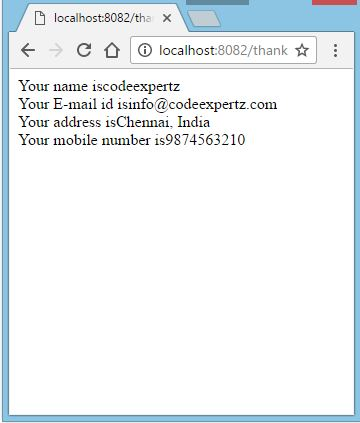 localhost:8082/than
localhost:8082/thank
Your name iscodeexpertz
Your E-mail id isinfo@codeexpertz.com
Your address isChennai, India
Your mobile number is9874563210